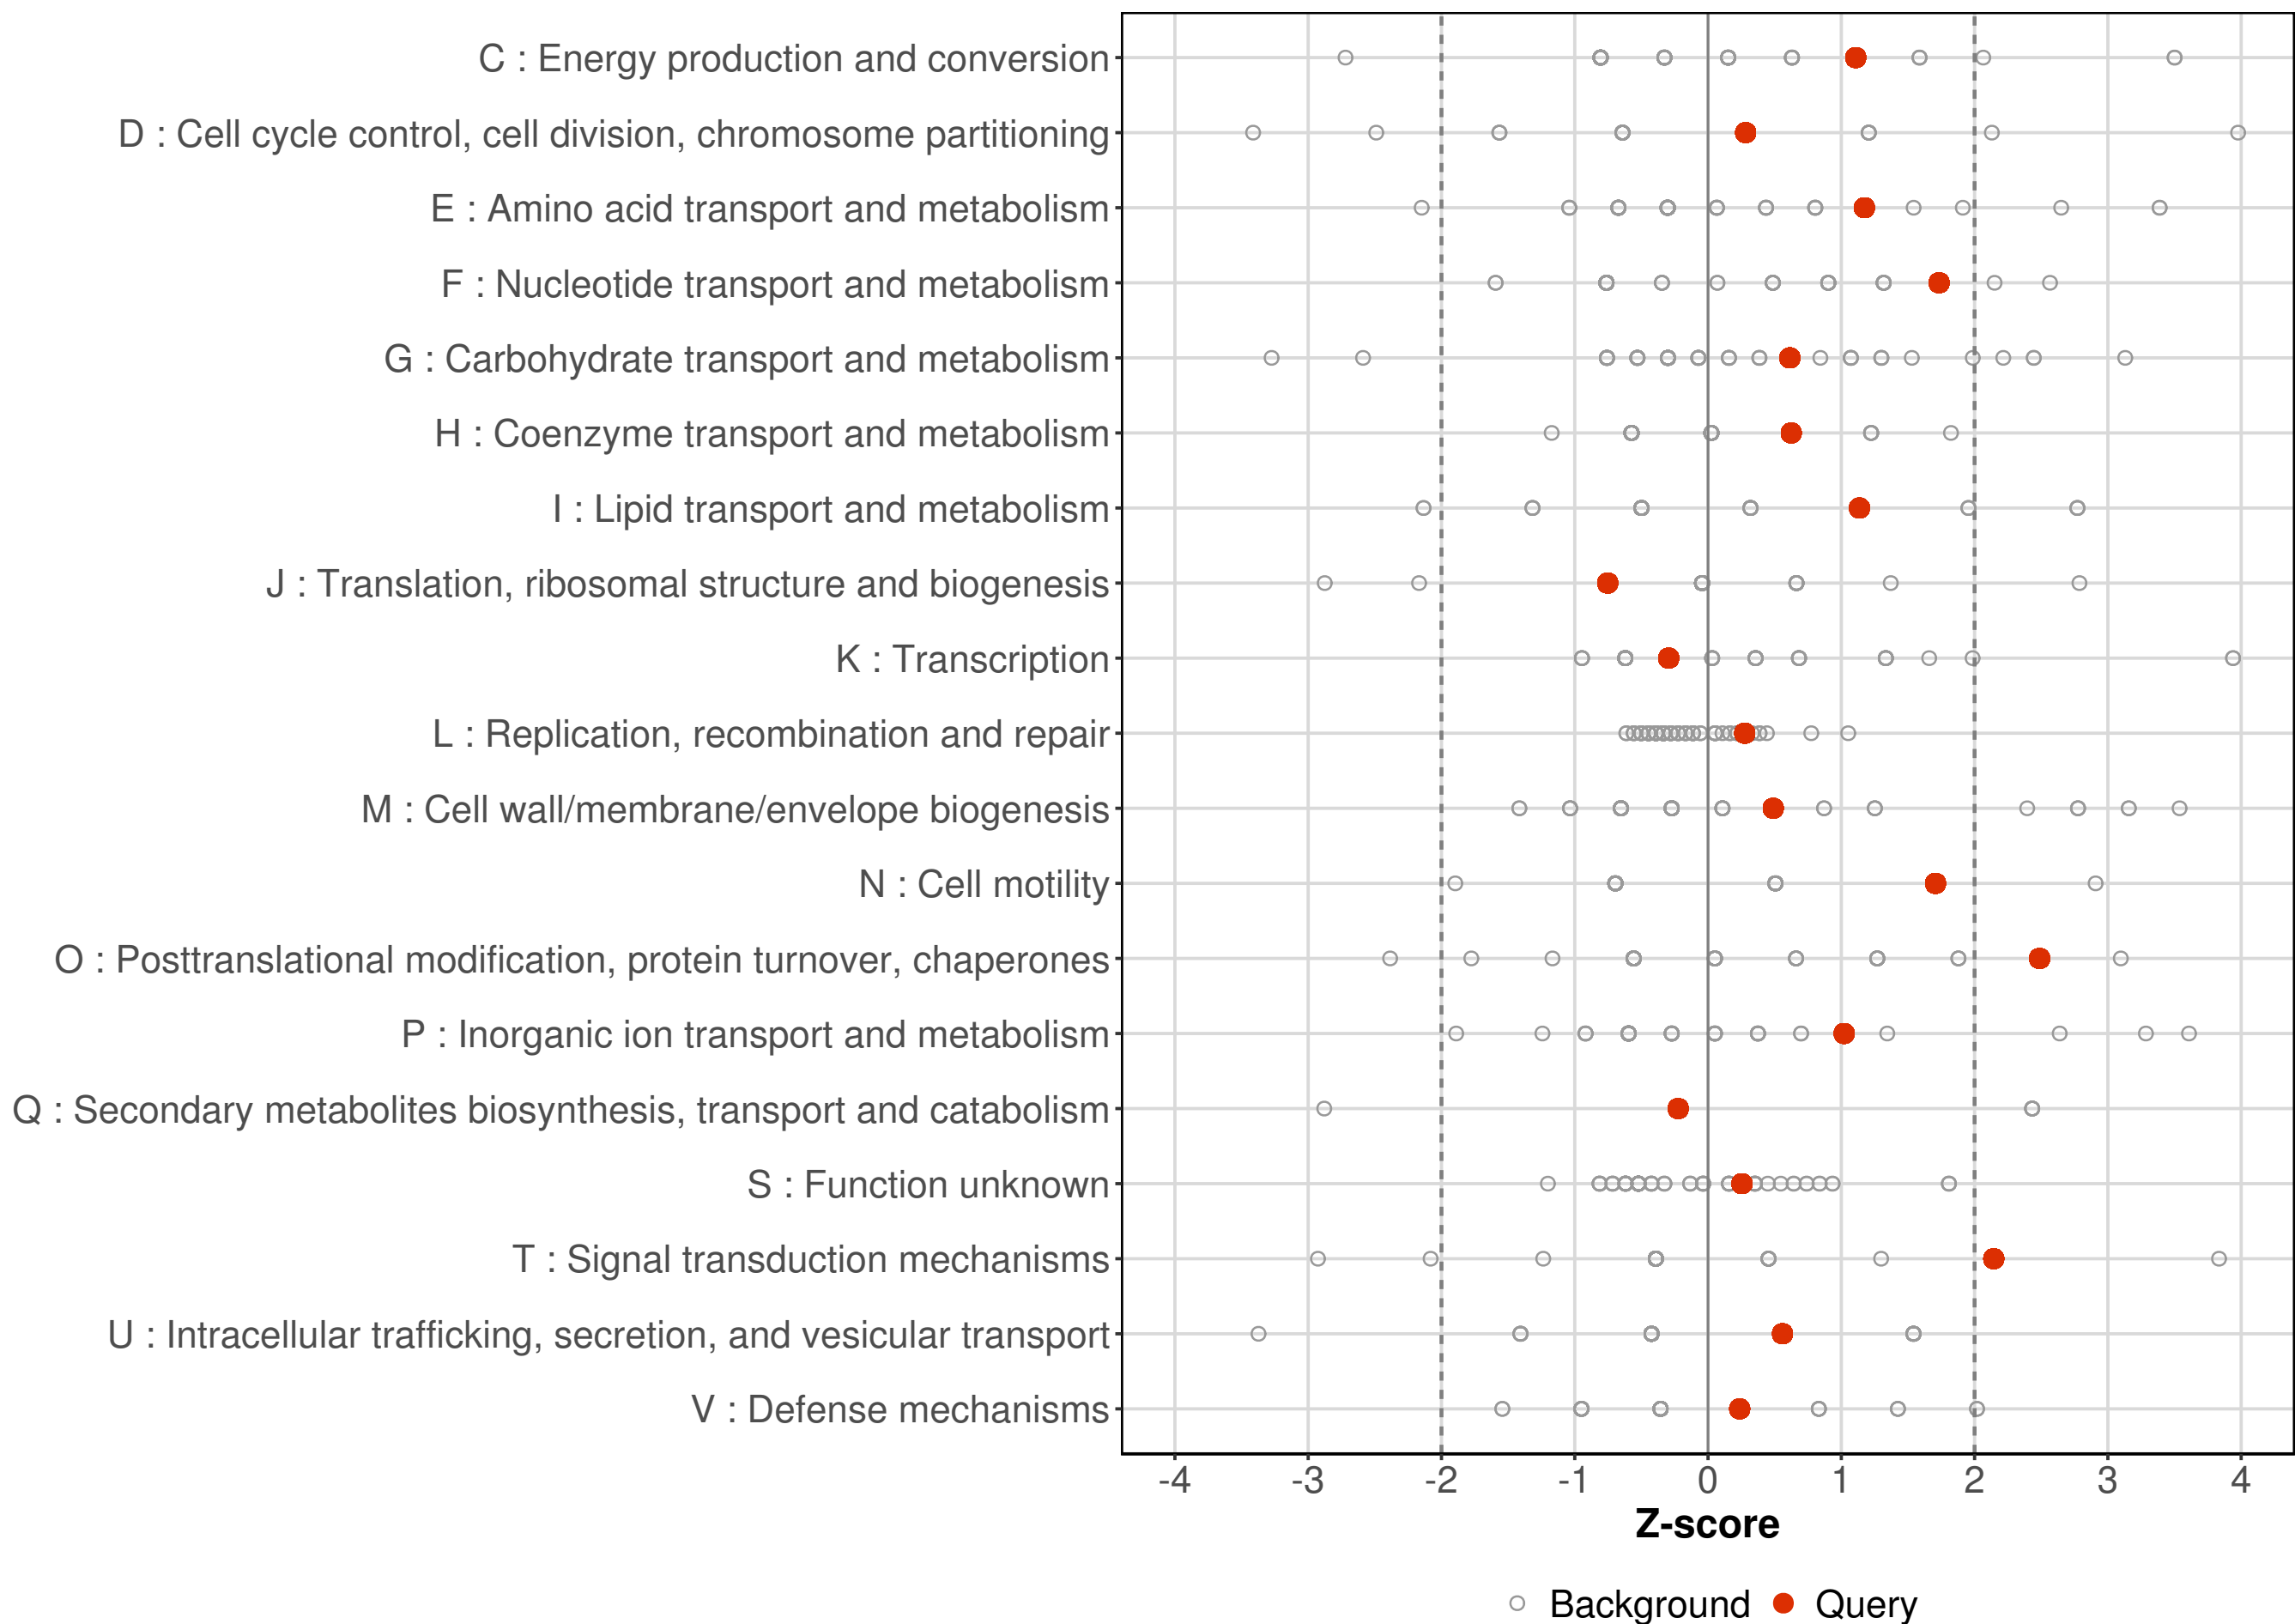 C : Energy production and conversion
D : Cell cycle control, cell division, chromosome partitioning
E : Amino acid transport and metabolism
F : Nucleotide transport and metabolism
G : Carbohydrate transport and metabolism
H : Coenzyme transport and metabolism
I : Lipid transport and metabolism
J : Translation, ribosomal structure and biogenesis
K : Transcription
L : Replication, recombination and repair
M : Cell wall/membrane/envelope biogenesis
N : Cell motility
O : Posttranslational modification, protein turnover, chaperones
P : Inorganic ion transport and metabolism
Q : Secondary metabolites biosynthesis, transport and catabolism
S : Function unknown
T : Signal transduction mechanisms
U : Intracellular trafficking, secretion, and vesicular transport
V : Defense mechanisms
-4 -3 -2 -1 0 1 2 3 4
Z-score
Background Query